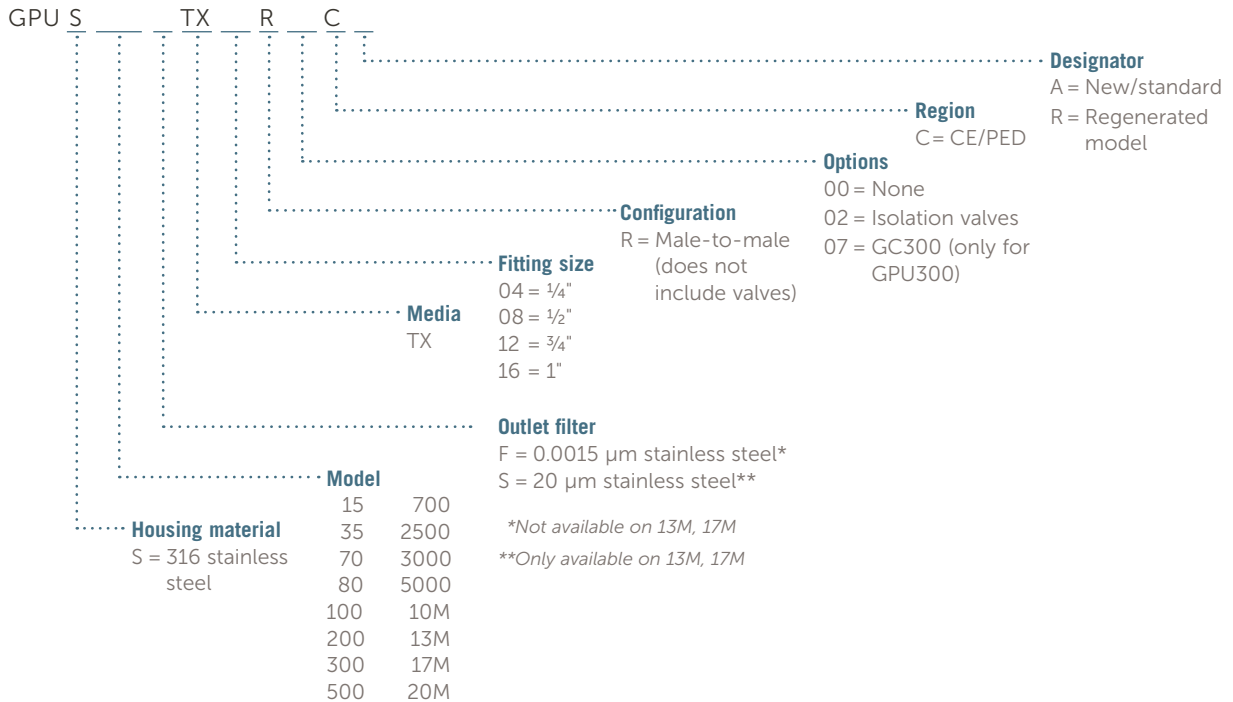 GPU S TX R C
Designator
A = New/standard
R = Regenerated
model
Region
C = CE/PED
Options
00 = None
02 = Isolation valves
07 = GC300 (only for
GPU300)
Configuration
R = Male-to-male
(does not
include valves)
Fitting size
04 = ¼"
08 = ½"
12 = ¾"
16 = 1"
Media
TX
Outlet filter
F = 0.0015 µm stainless steel*
S = 20 µm stainless steel**
*Not available on 13M, 17M
**Only available on 13M, 17M
Model
15 700
35 2500
70 3000
80 5000
100 10M
200 13M
300 17M
500 20M
Housing material
S = 316 stainless
steel